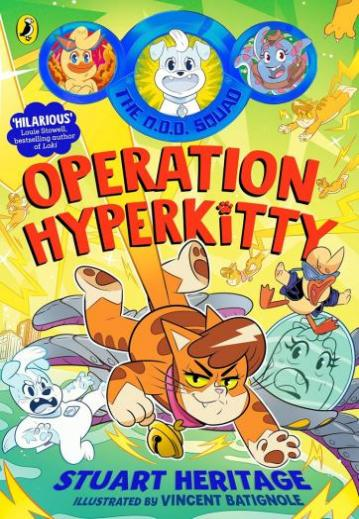 THE O.D.D. SQUAD
'HILARIOUS'
Louie Stowell,
bestselling author
of Loki
OPERATION
HYPERKITTY
STUART HERITAGE
ILLUSTRATED BY VINCENT BATIGNOLE